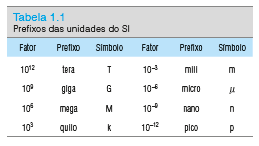 Tabela 1.1
Prefixos das unidades do SI
Fator Prefixo Símbolo Fator Prefixo Símbolo
10¹² tera T 10⁻³ mili m
10⁹ giga G 10⁻⁶ micro μ
10⁶ mega M 10⁻⁹ nano n
10³ quilo k 10⁻¹² pico p